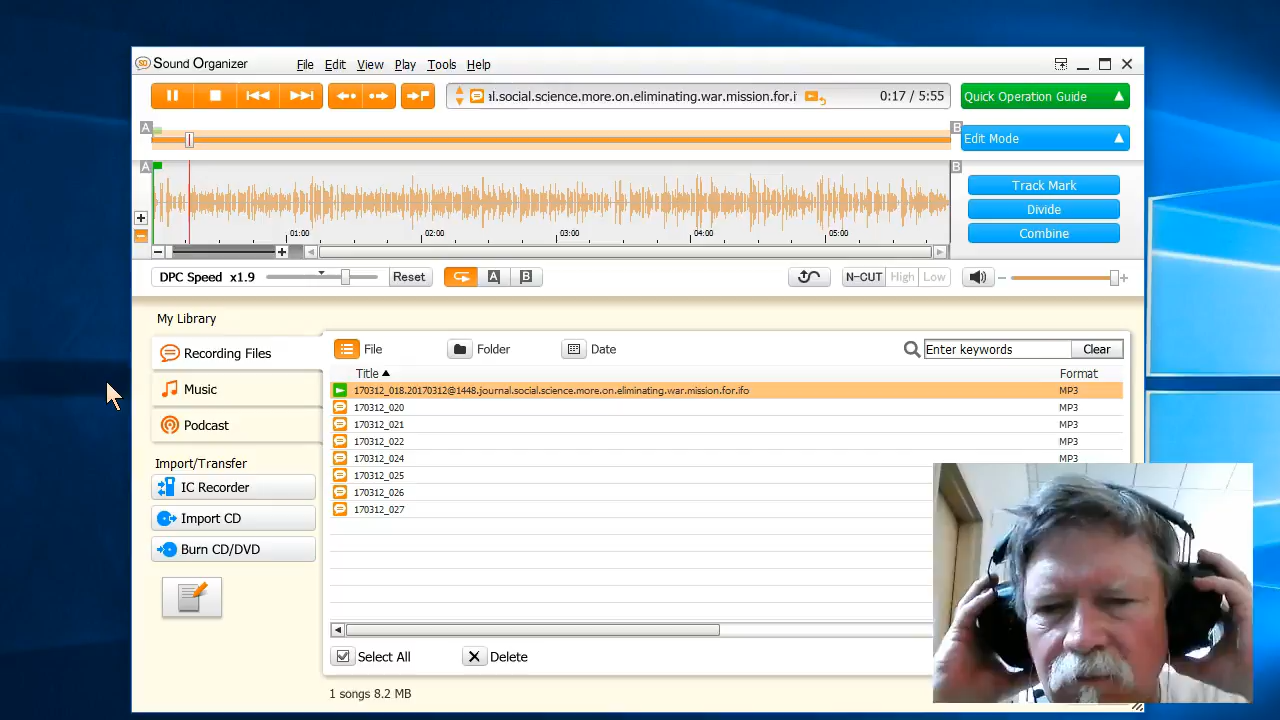 Sound Organizer File Edit View Play Tools Help
ıl.social.science.more.on.eliminating.war.mission.for.i 0:17 / 5:55 Quick Operation Guide
A B Edit Mode
A B
Track Mark
Divide
01:00 02:00 03:00 04:00 05:00 Combine
DPC Speed x1.9 Reset A B N-CUT High Low
My Library
Recording Files File Folder Date Enter keywords Clear
Title Format
170312_018.20170312@1448.journal.social.science.more.on.eliminating.war.mission.for.ifo MP3
Music
170312_020 MP3
170312_021 MP3
Podcast
170312_022 MP3
170312_024 MP3
Import/Transfer
170312_025
IC Recorder
170312_026
170312_027
Import CD
Burn CD/DVD
Select All Delete
1 songs 8.2 MB